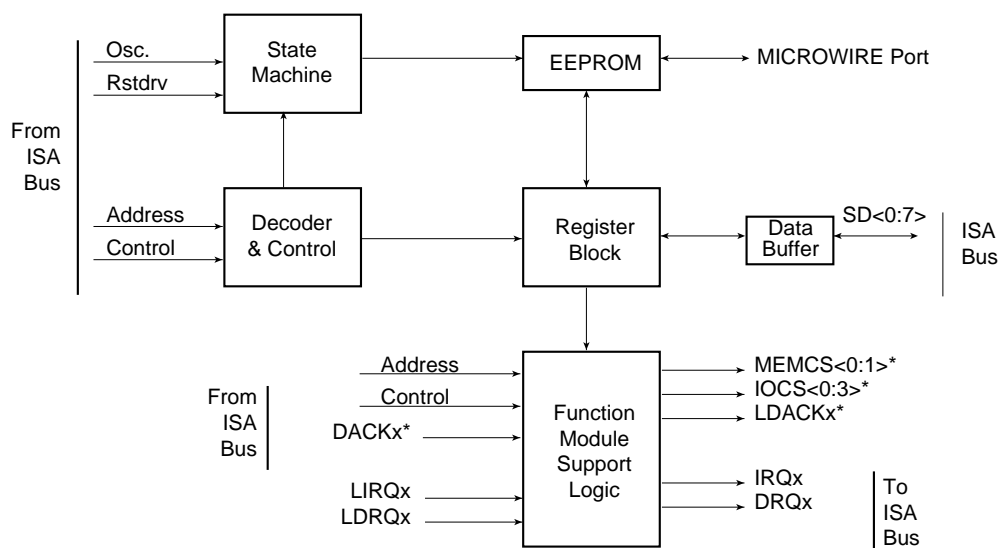 Osc.
Rstdrv
State
Machine
EEPROM
MICROWIRE Port
From
ISA
Bus
Address
Control
Decoder
& Control
Register
Block
Data
Buffer
SD<0:7>
ISA
Bus
From
ISA
Bus
Address
Control
DACKx*
LIRQx
LDRQx
Function
Module
Support
Logic
MEMCS<0:1>*
IOCS<0:3>*
LDACKx*
IRQx
DRQx
To
ISA
Bus